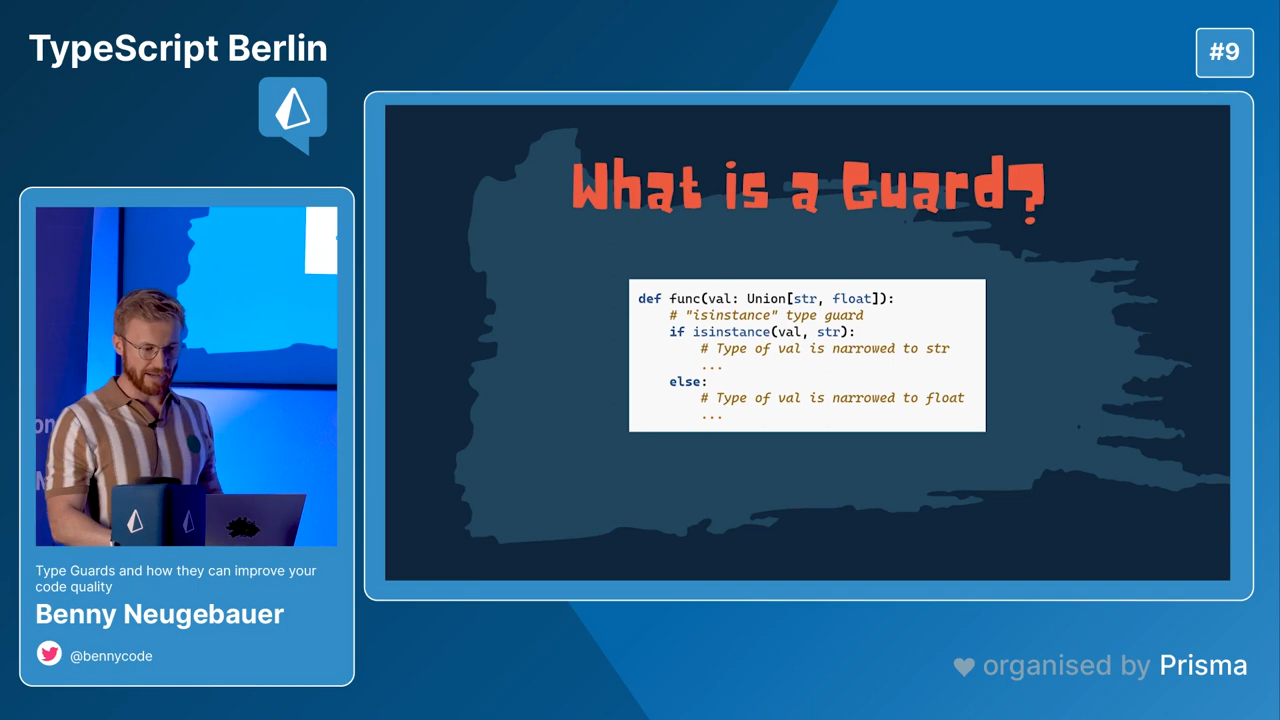 TypeScript Berlin
#9
What is a Guard?
def func(val: Union[str, float]):
# "isinstance" type guard
if isinstance(val, str):
# Type of val is narrowed to str
...
else:
# Type of val is narrowed to float
...
Type Guards and how they can improve your
code quality
Benny Neugebauer
@bennycode
organised by Prisma